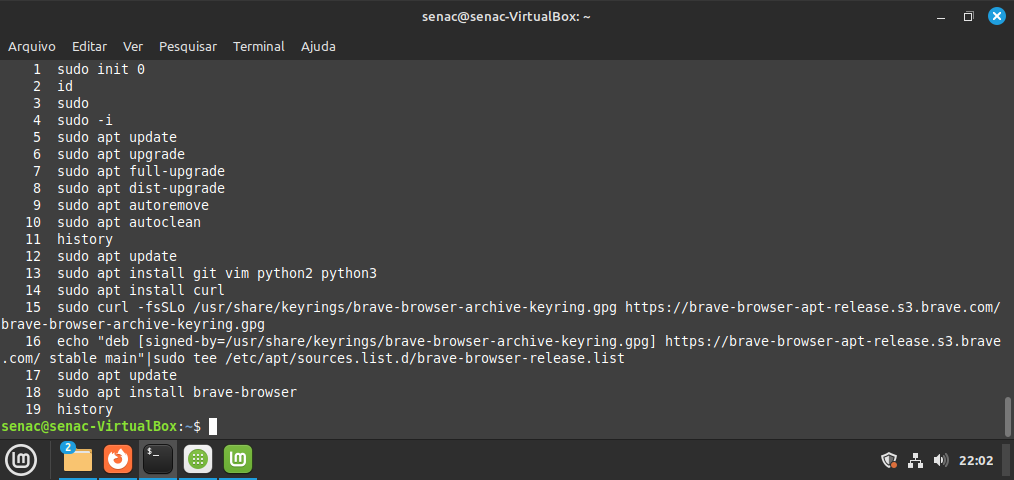 senac@senac-VirtualBox: ~
Arquivo Editar Ver Pesquisar Terminal Ajuda
1 sudo init 0
2 id
3 sudo
4 sudo -i
5 sudo apt update
6 sudo apt upgrade
7 sudo apt full-upgrade
8 sudo apt dist-upgrade
9 sudo apt autoremove
10 sudo apt autoclean
11 history
12 sudo apt update
13 sudo apt install git vim python2 python3
14 sudo apt install curl
15 sudo curl -fsSLo /usr/share/keyrings/brave-browser-archive-keyring.gpg https://brave-browser-apt-release.s3.brave.com/
brave-browser-archive-keyring.gpg
16 echo "deb [signed-by=/usr/share/keyrings/brave-browser-archive-keyring.gpg] https://brave-browser-apt-release.s3.brave
.com/ stable main"|sudo tee /etc/apt/sources.list.d/brave-browser-release.list
17 sudo apt update
18 sudo apt install brave-browser
19 history
senac@senac-VirtualBox:~$
2
$_
22:02